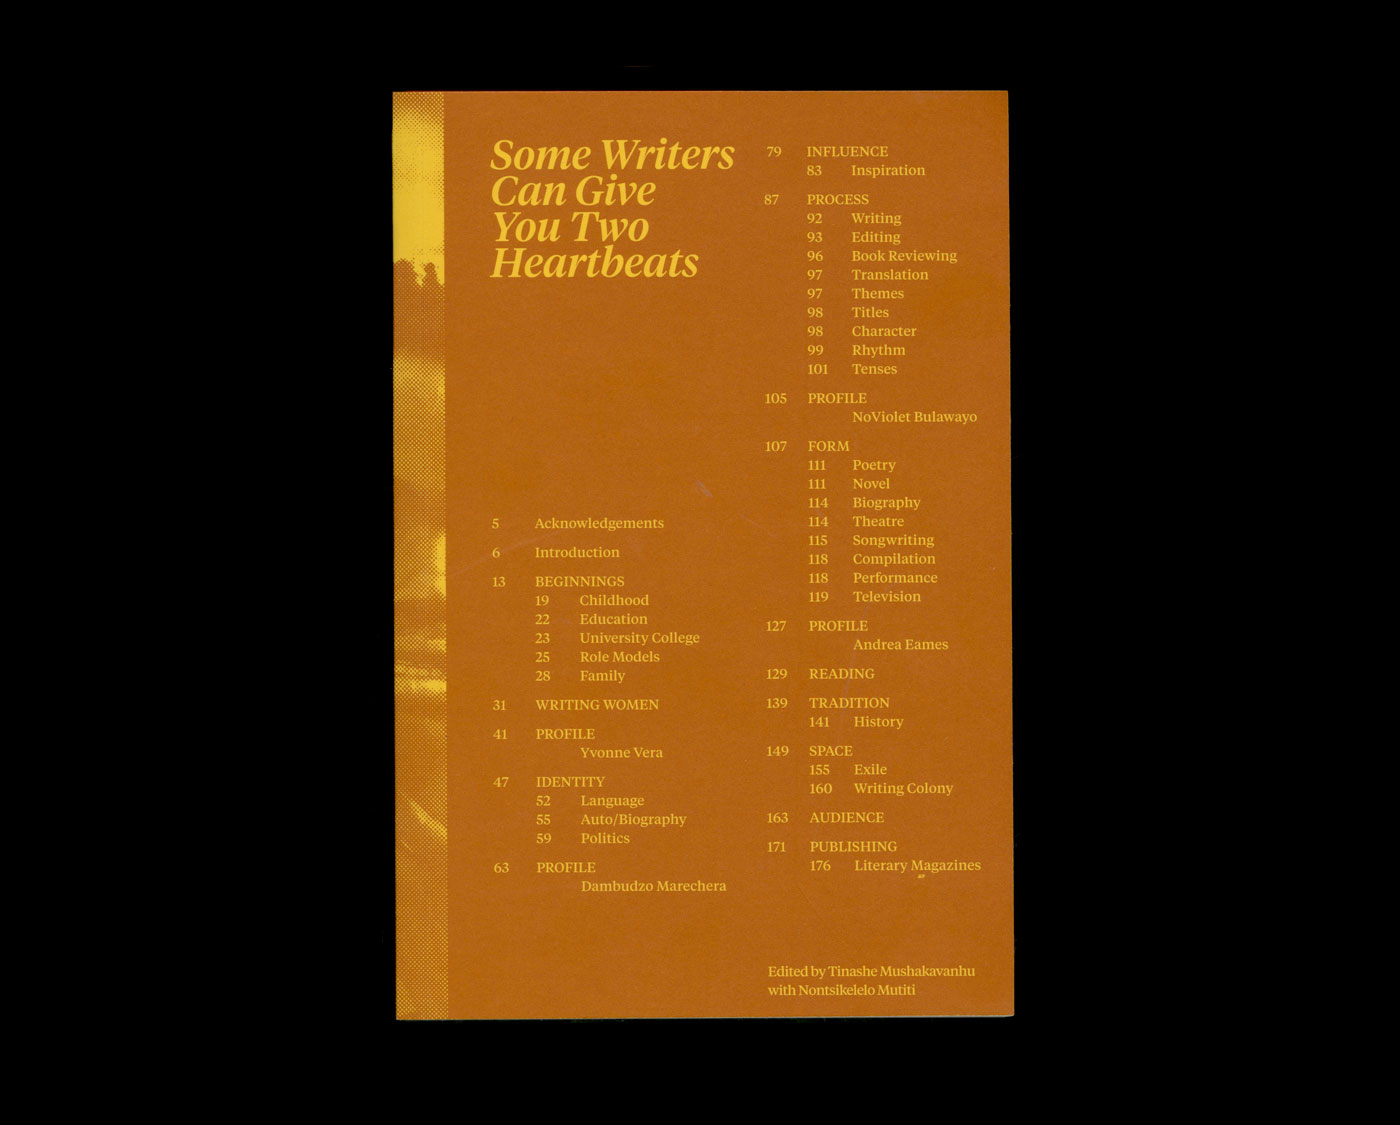 Some Writers
Can Give
You Two
Heartbeats
5 Acknowledgements
6 Introduction
13 BEGINNINGS
19 Childhood
22 Education
23 University College
25 Role Models
28 Family
31 WRITING WOMEN
41 PROFILE
Yvonne Vera
47 IDENTITY
52 Language
55 Auto/Biography
59 Politics
63 PROFILE
Dambudzo Marechera
79 INFLUENCE
83 Inspiration
87 PROCESS
92 Writing
93 Editing
96 Book Reviewing
97 Translation
97 Themes
98 Titles
98 Character
99 Rhythm
101 Tenses
105 PROFILE
NoViolet Bulawayo
107 FORM
111 Poetry
111 Novel
114 Biography
114 Theatre
115 Songwriting
118 Compilation
118 Performance
119 Television
127 PROFILE
Andrea Eames
129 READING
139 TRADITION
141 History
149 SPACE
155 Exile
160 Writing Colony
163 AUDIENCE
171 PUBLISHING
176 Literary Magazines
Edited by Tinashe Mushakavanhu
with Nontsikelelo Mutiti